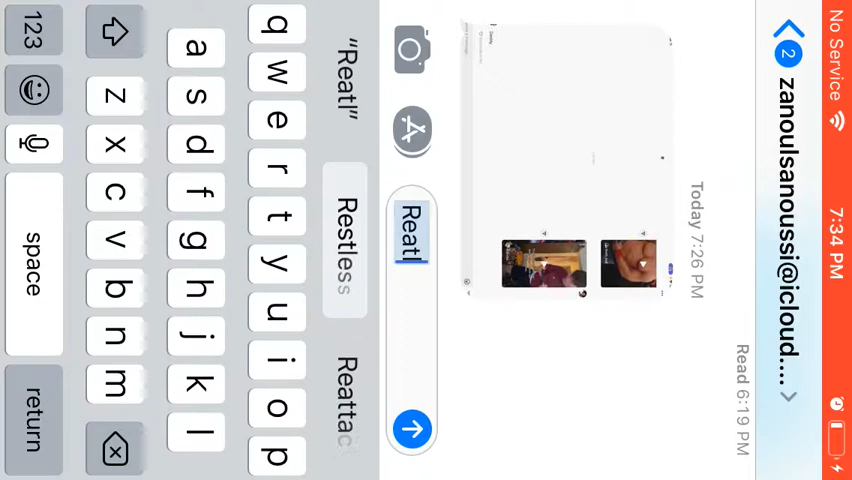 No Service
7:34 PM
2
zanoulsanoussi@icloud....
Read 6:19 PM
Today 7:26 PM
Reatl
"Reatl"
Restless
Reattac
q w e r t y u i o p
a s d f g h j k l
z x c v b n m
123
space
return